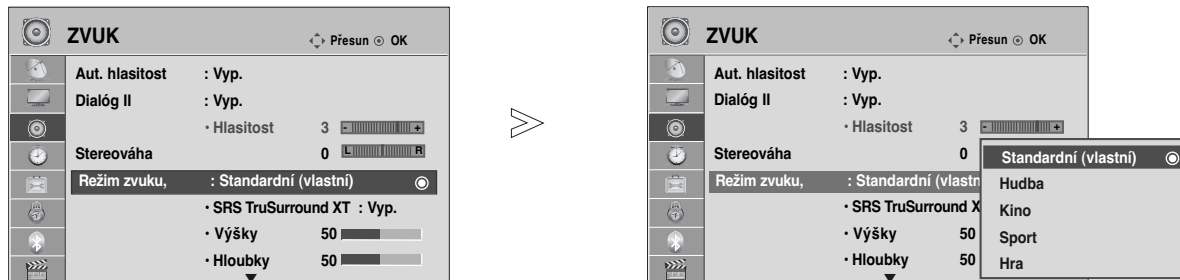 ZVUK Přesun OK
Aut. hlasitost : Vyp.
Dialóg II : Vyp.
• Hlasitost 3 - +
Stereováha 0 L R
Režim zvuku, : Standardní (vlastní)
• SRS TruSurround XT : Vyp.
• Výšky 50
• Hloubky 50
>
ZVUK Přesun OK
Aut. hlasitost : Vyp.
Dialóg II : Vyp.
• Hlasitost 3 - +
Stereováha 0
Režim zvuku, : Standardní (vlastn
• SRS TruSurround X
• Výšky 50
• Hloubky 50
Standardní (vlastní)
Hudba
Kino
Sport
Hra